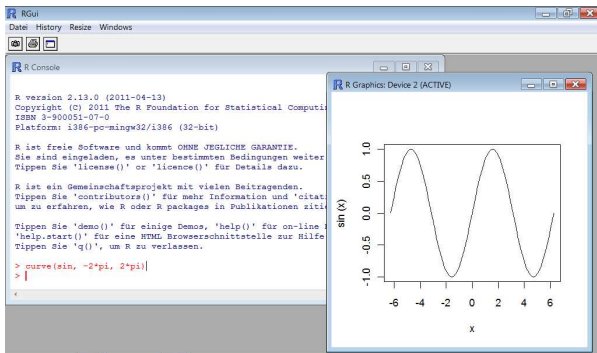 RGui
Datei History Resize Windows
R Console
R version 2.13.0 (2011-04-13)
Copyright (C) 2011 The R Foundation for Statistical
ISBN 3-900051-07-0
Platform: i386-pc-mingw32/i386 (32-bit)
R ist freie Software und kommt OHNE JEGLICHE GARANTIE.
Sie sind eingeladen, es unter bestimmten Bedingungen weiter
Tippen Sie 'license()' or 'licence()' für Details dazu.
R ist ein Gemeinschaftsprojekt mit vielen Beitragenden.
Tippen Sie 'contributors()' für mehr Information und
um zu erfahren, wie R oder R packages in Publikationen
Tippen Sie 'demo()' für einige Demos, 'help()' für on-line
'help.start()' für eine HTML Browserschnittstelle zur Hilfe
Tippen Sie 'q()', um R zu verlassen.
> curve(sin, -2*pi, 2*pi)
>
R Graphics: Device 2 (ACTIVE)
1.0
0.5
0.0
-0.5
-1.0
sin (x)
-6 -4 -2 0 2 4 6
x